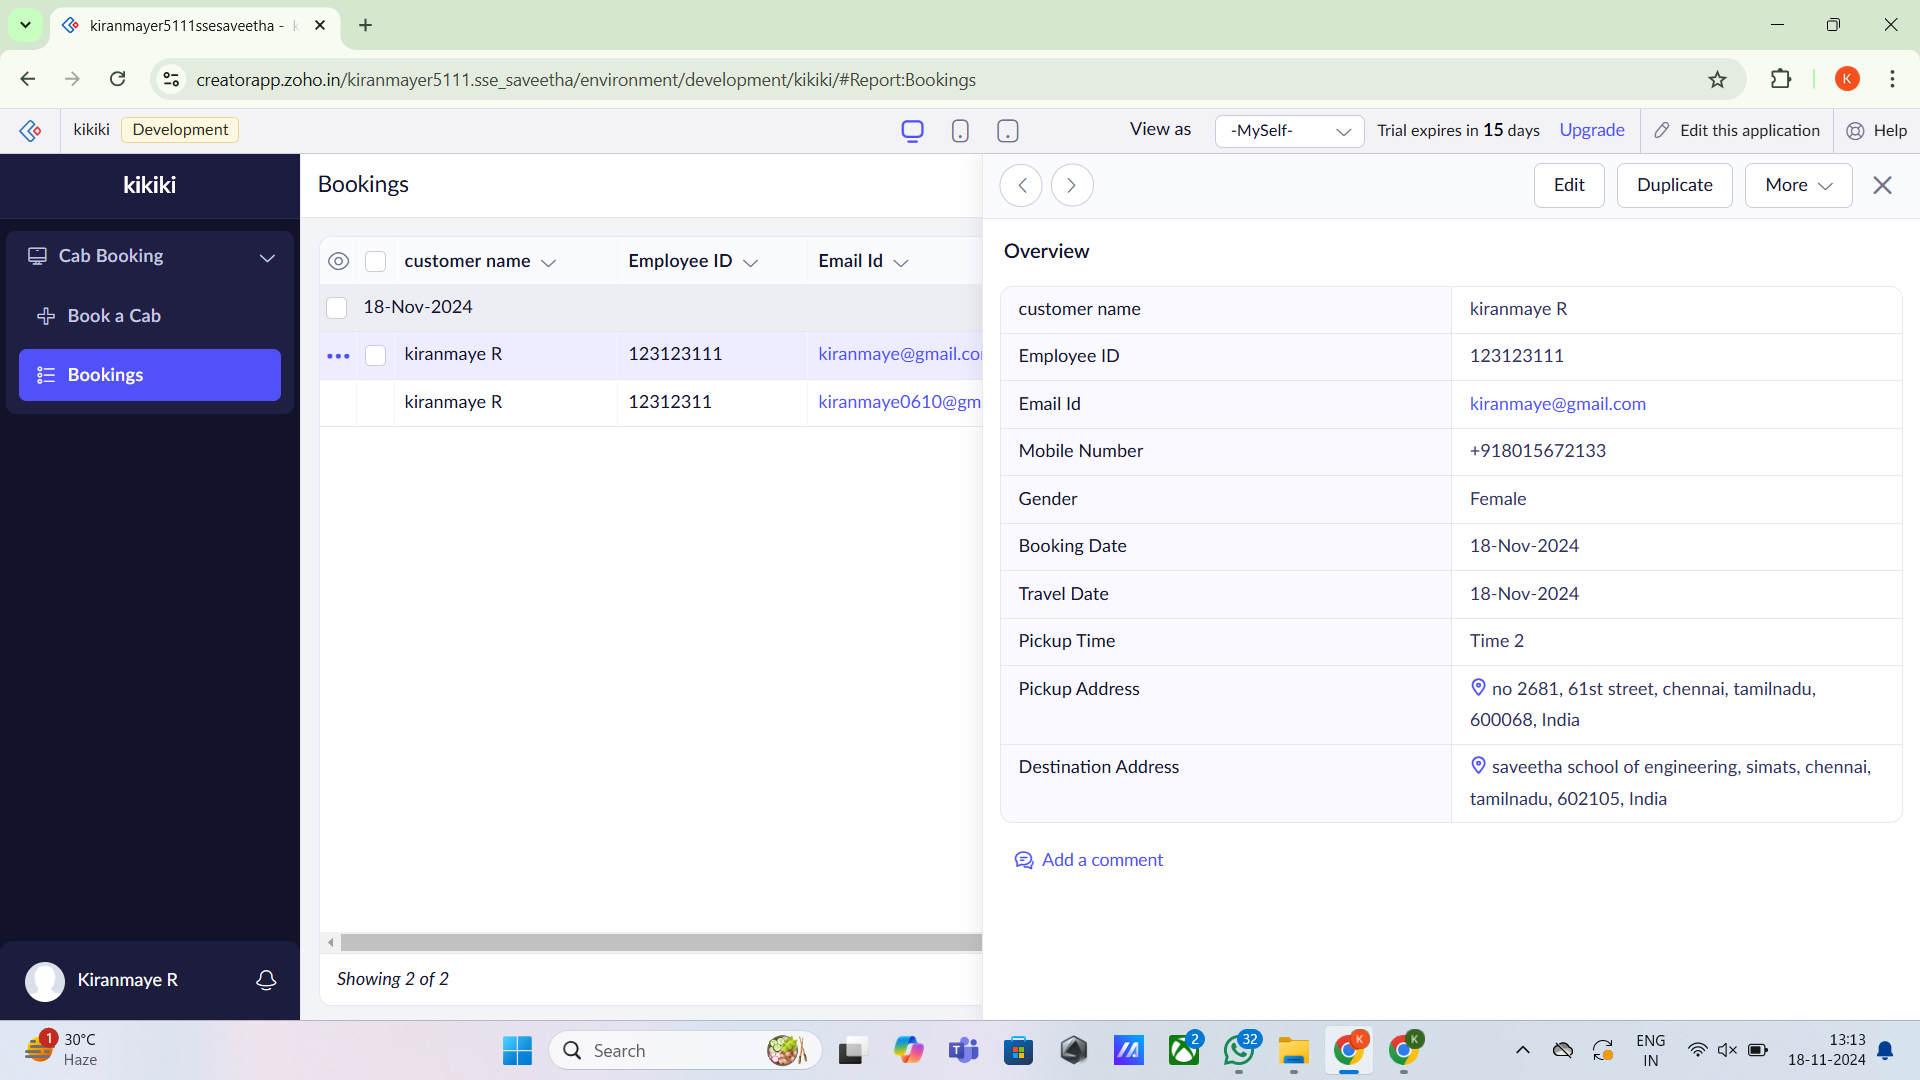 kiranmayer5111ssesaveetha - k
creatorapp.zoho.in/kiranmayer5111.sse_saveetha/environment/development/kikiki/#Report:Bookings
K
kikiki Development View as -MySelf- Trial expires in 15 days Upgrade Edit this application Help
kikiki
Cab Booking
Book a Cab
Bookings
Kiranmaye R
Bookings
customer name Employee ID Email Id
18-Nov-2024
kiranmaye R 123123111 kiranmaye@gmail.co
kiranmaye R 12312311 kiranmaye0610@gm
Showing 2 of 2
Edit Duplicate More
Overview
customer name kiranmaye R
Employee ID 123123111
Email Id kiranmaye@gmail.com
Mobile Number +918015672133
Gender Female
Booking Date 18-Nov-2024
Travel Date 18-Nov-2024
Pickup Time Time 2
Pickup Address no 2681, 61st street, chennai, tamilnadu,
600068, India
Destination Address saveetha school of engineering, simats, chennai,
tamilnadu, 602105, India
Add a comment
1 30°C
Haze
Search
2
32
K
K
ENG
IN
13:13
18-11-2024